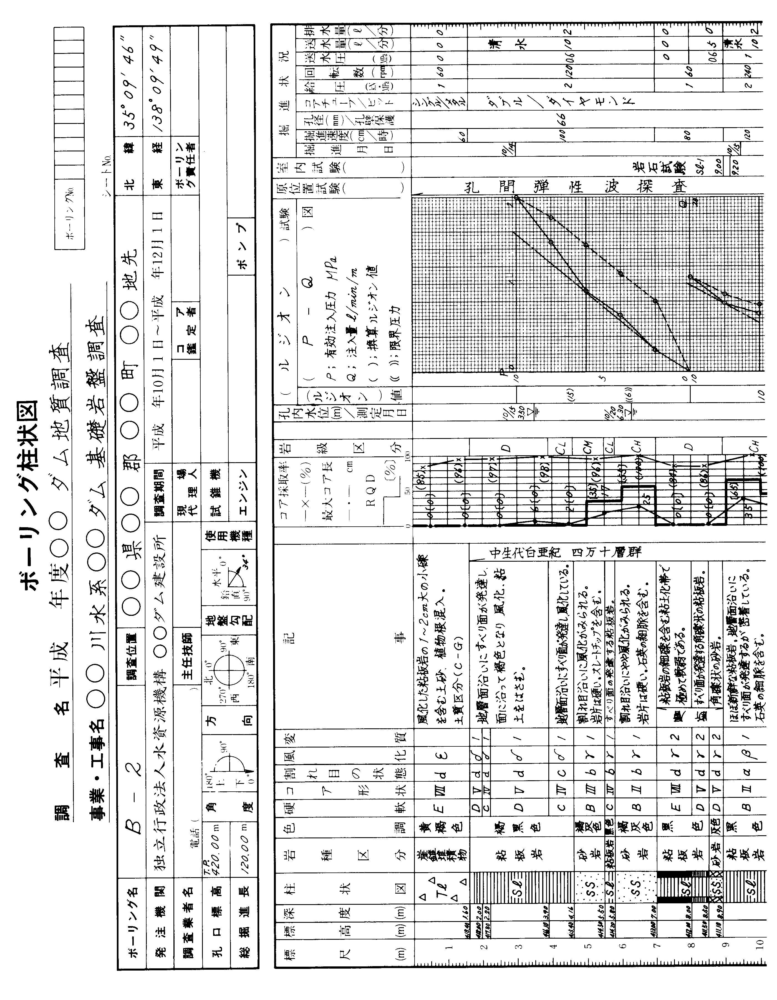 ボーリング柱状図
調査名 平成 年度〇〇 ダム地質調査
事業・工事名 〇〇川水系〇〇ダム 基礎岩盤調査
ボーリングNo.
シートNo.
ボーリング名 B-2 調査位置 〇〇〇県〇〇〇郡〇〇町〇〇地先 北緯 35°09′46″
発注機関 独立行政法人水資源機構 〇〇ダム建設所 調査期間 平成 年10月1日~平成 年12月1日 東経 138°09′49″
調査業者名 電話( ) 主任技師 現場代理人 コア鑑定者 ボーリング責任者
孔口標高 T.P. 420.00 m 角度 180° 上 90° 下 0° 方向 北 0° 90° 東 270° 西 180° 南 地盤勾配 水平 0° 鉛直 90° 34° 使用機種 試錐機
総掘進長 120.00 m エンジン ポンプ
標尺(m)
標高(m)
深度(m)
柱状図
岩種区分
色調
硬軟
コア形状
割れ目の状態
風化
変質
記事
コア採取率 —×—(%)
最大コア長 —・— cm
RQD [%]
0 50 100
岩級区分
孔内水位(m)/測定月日
(ルジオン)試験
(ルジオン)値
( P - Q )図
P;有効注入圧力 MPa
Q;注入量 ℓ/min/m
( );換算ルジオン値
(( ));限界圧力
原位置試験( )
室内試験( )
掘進状況
掘進月日
掘進速度(cm/時)
孔径(mm)/孔壁保護
コアチューブ/ビット
給圧(kN・MPa)
回転数(rpm)
送水圧(MPa)
送水量(ℓ/分)
排水量(ℓ/分)
1
2
3
4
5
6
7
8
9
10
418.40 1.60
418.00 2.00
417.80 2.20
416.10 3.90
415.40 4.16
414.50 5.50
414.20 5.80
413.00 7.00
412.00 8.00
411.50 8.50
411.10 8.90
Tl
Sl
SS
Sl
SS
Sl
SS
Sl
崖錐堆積物 黄褐色 E VII d ε
粘板岩 褐黒色
D V d δ 1
C IV d δ 1
D V d δ 1
C IV c δ 1
砂岩 褐灰色 B III b γ 1
粘板岩 黒色 C IV b γ 1
砂岩 褐灰色 B II b γ 1
粘板岩 黒色 E VII d γ 2
D V d γ 2
砂岩 灰色 D V d γ 2
粘板岩 黒色 B II a β 1
風化した粘板岩の1~2cm大の小礫
を含む土砂、植物根混入。
土質区分(C-G)
中生代白亜紀 四万十層群
地層面沿いにすべり面が発達し、
面に沿って褐色となり風化、粘
土をはさむ。
地層面沿いにすべり面が発達し風化している。
割れ目沿いに風化がみられる。
岩片は硬い。スレートチップを含む。
すべり面の発達する粘板岩。
割れ目沿いにやや風化がみられる。
岩片は硬い。石英の細脈を含む。
粘板岩の細礫を含む粘土化帯で
極めて軟弱である。
すべり面が発達する角礫状の粘板岩。
角礫状の砂岩。
ほぼ新鮮な粘板岩。地層面沿いに
すべり面が発達するが密着している。
石英の細脈を含む。
0(0) (85)
0(0) (96)
0(0) (97)
6(0) (98)
2(0)
(35) (96)
17
(55) (100)
25
0(0) (84)
0(0) (86)
(65)
35 (100)
D
CL
CM
CL
CH
D
CH
10/15 3.50
10/20 6.30
(15)
((6))
10
P
0 1 2
10
5
0
10
Q 20
孔間弾性波探査
岩石試験
Sl-1
9.00
9.20
10/14
10/15
60
100
80
120
66
シングル/メタル
ダブル/ダイヤモンド
1 60 0 0 0
清水
2 120 0.6 10 2
1 60 0 0 0
0.6 5 0
清水
2 240 1 10 2